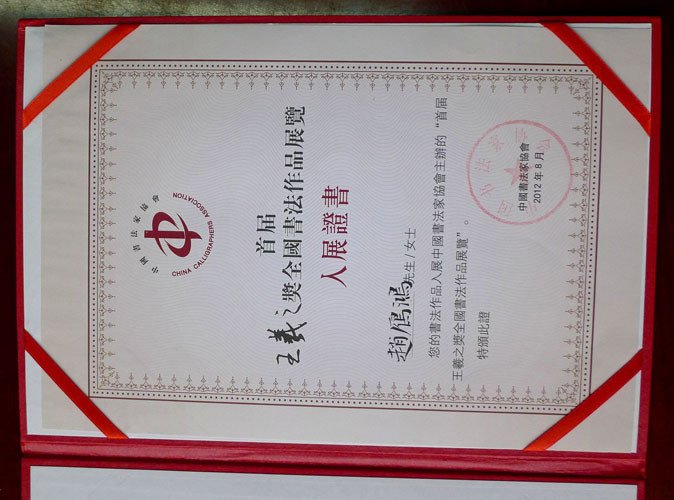 中國書法家協會
CHINA CALLIGRAPHERS ASSOCIATION
首届
王羲之獎全國書法作品展覽
入展證書
趙雁鴻先生/女士
您的書法作品入展中國書法家協會主辦的“首届
王羲之獎全國書法作品展覽”。
特頒此證
中國書法家協會
2012年8月